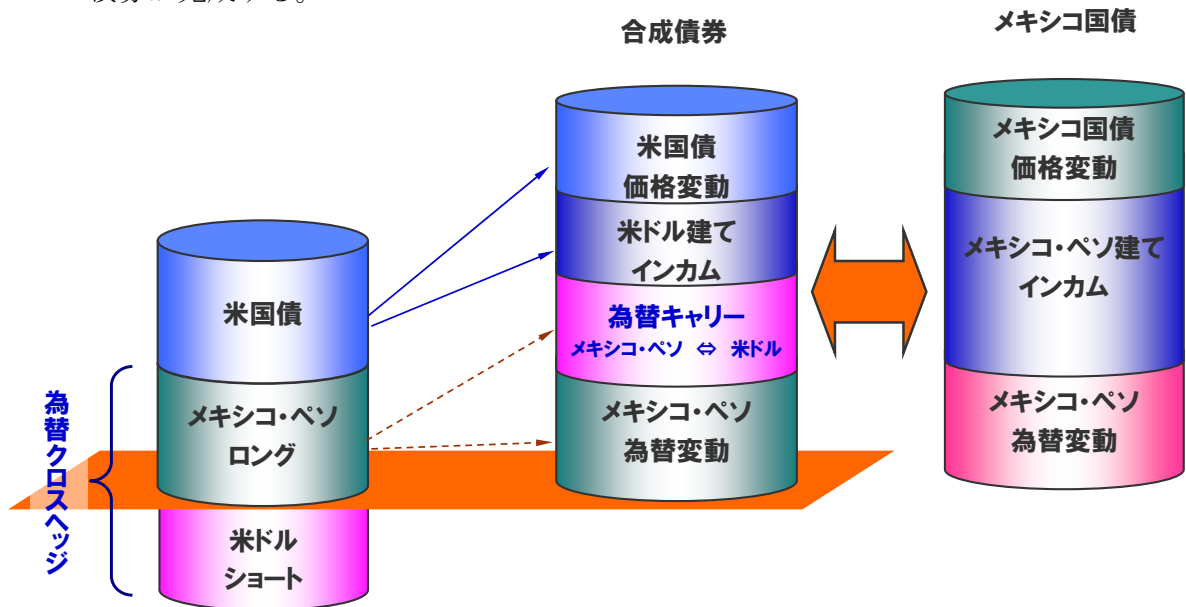 合成債券
メキシコ国債
米国債
価格変動
米ドル建て
インカム
為替キャリー
メキシコ・ペソ ⇔ 米ドル
メキシコ・ペソ
為替変動
メキシコ国債
価格変動
メキシコ・ペソ建て
インカム
メキシコ・ペソ
為替変動
米国債
メキシコ・ペソ
ロング
米ドル
ショート
為替クロスヘッジ